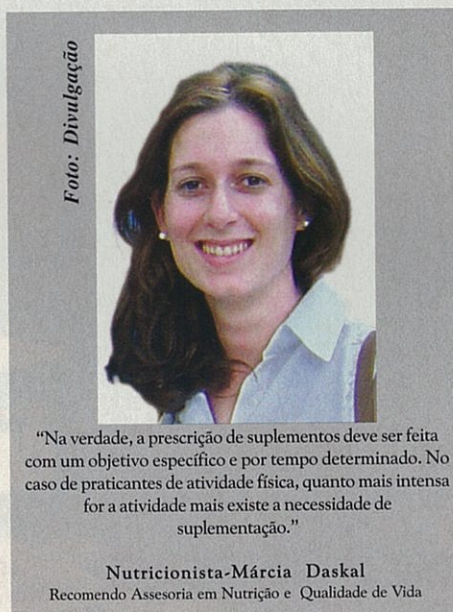 Foto: Divulgação
“Na verdade, a prescrição de suplementos deve ser feita
com um objetivo específico e por tempo determinado. No
caso de praticantes de atividade física, quanto mais intensa
for a atividade mais existe a necessidade de
suplementação.”
Nutricionista-Márcia Daskal
Recomendo Assesoria em Nutrição e Qualidade de Vida